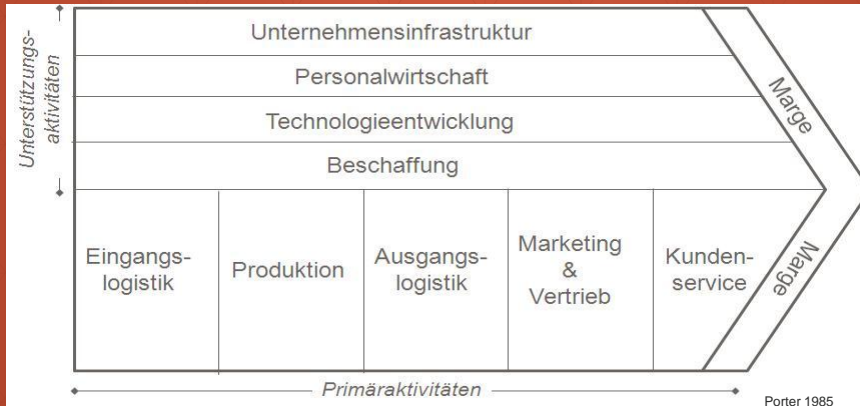 Unterstützungs-
aktivitäten
Unternehmensinfrastruktur
Personalwirtschaft
Technologieentwicklung
Beschaffung
Marge
Eingangs-
logistik
Produktion
Ausgangs-
logistik
Marketing
&
Vertrieb
Kunden-
service
Marge
Primäraktivitäten
Porter 1985